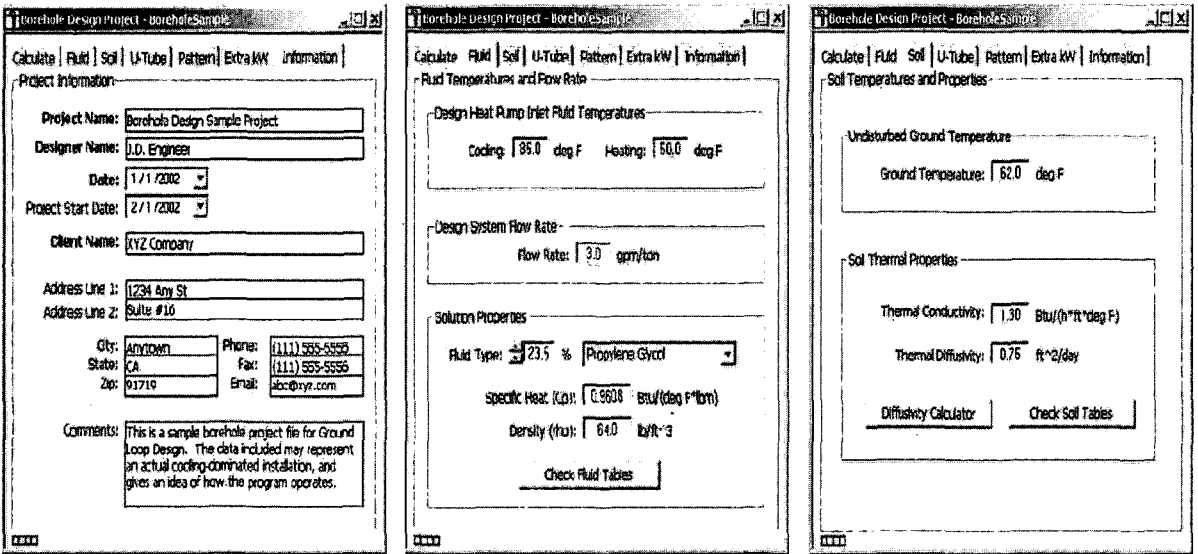 Borehole Design Project - BoreholeSample
Calculate Fluid Soil U-Tube Pattern Extra kW Information
Project Information
Project Name: Borehole Design Sample Project
Designer Name: J.D. Engineer
Date: 1 / 1 /2002
Project Start Date: 2 / 1 /2002
Client Name: XYZ Company
Address Line 1: 1234 Any St
Address Line 2: Suite #16
City: Anytown Phone: (111) 555-5555
State: CA Fax: (111) 555-5556
Zip: 91719 Email: abc@xyz.com
Comments: This is a sample borehole project file for Ground
Loop Design. The data included may represent
an actual cooling-dominated installation, and
gives an idea of how the program operates.
Borehole Design Project - BoreholeSample
Calculate Fluid Soil U-Tube Pattern Extra kW Information
Fluid Temperatures and Flow Rate
Design Heat Pump Inlet Fluid Temperatures
Cooling: 85.0 deg F Heating: 50.0 deg F
Design System Flow Rate
Flow Rate: 3.0 gpm/ton
Solution Properties
Fluid Type: 23.5 % Propylene Glycol
Specific Heat (Cp): 0.9608 Btu/(deg F*lbm)
Density (rho): 64.0 lb/ft^3
Check Fluid Tables
Borehole Design Project - BoreholeSample
Calculate Fluid Soil U-Tube Pattern Extra kW Information
Soil Temperatures and Properties
Undisturbed Ground Temperature
Ground Temperature: 62.0 deg F
Soil Thermal Properties
Thermal Conductivity: 1.30 Btu/(h*ft*deg F)
Thermal Diffusivity: 0.75 ft^2/day
Diffusivity Calculator Check Soil Tables